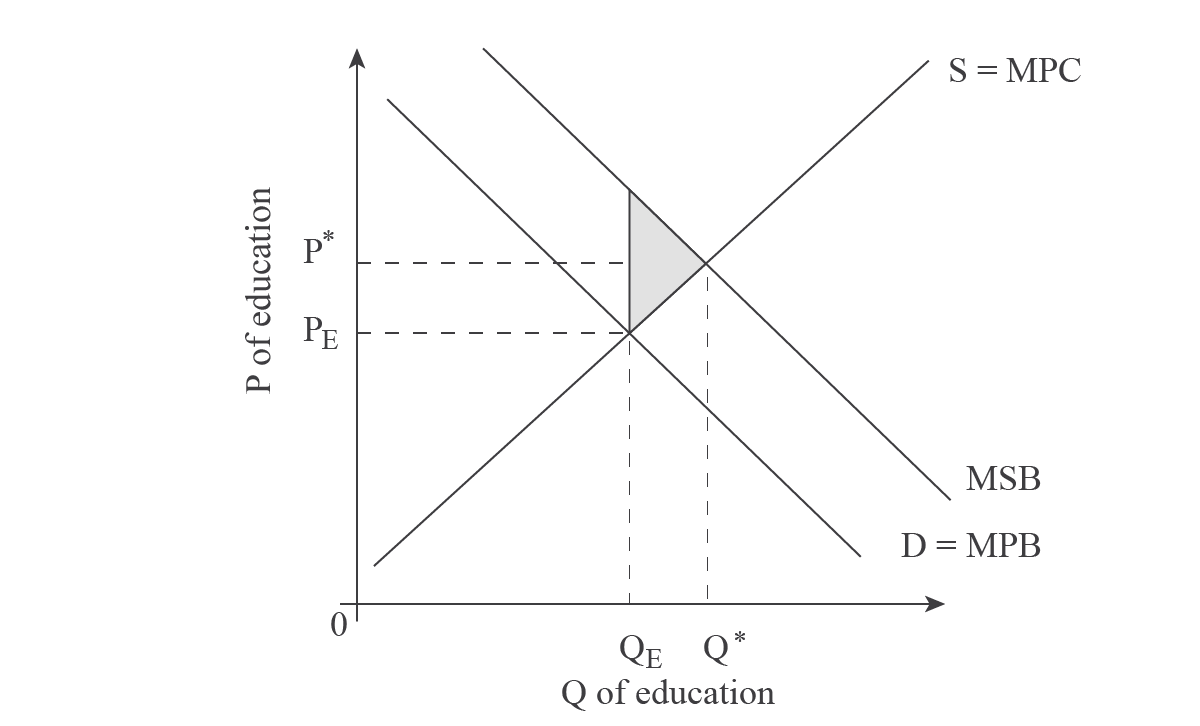 S = MPC
P of education
P*
PE
MSB
D = MPB
0
QE
Q*
Q of education